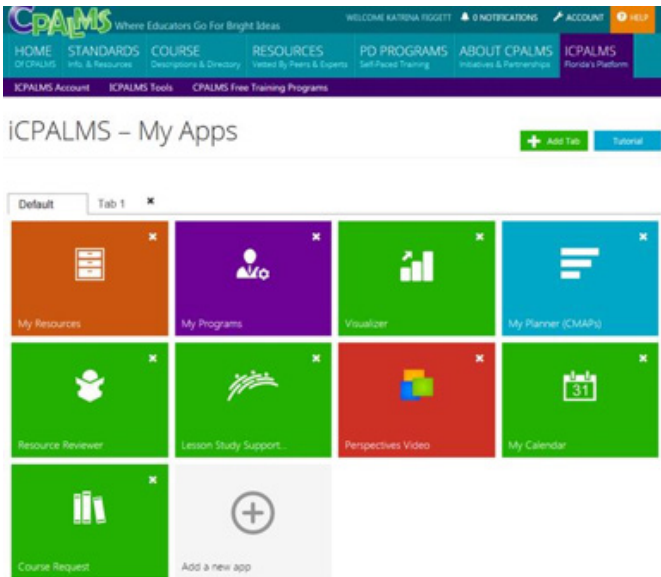 CPALMS Where Educators Go For Bright Ideas
WELCOME KATRINA FIGGETT 0 NOTIFICATIONS ACCOUNT HELP
HOME STANDARDS COURSE RESOURCES PD PROGRAMS ABOUT CPALMS ICPALMS
Of CPALMS Info. & Resources Descriptions & Directory Vetted By Peers & Experts Self-Paced Training Initiatives & Partnerships Florida's Platform
ICPALMS Account ICPALMS Tools CPALMS Free Training Programs
iCPALMS – My Apps
Add Tab Tutorial
Default Tab 1
My Resources My Programs Visualizer My Planner (CMAPs)
31
Resource Reviewer Lesson Study Support... Perspectives Video My Calendar
Course Request Add a new app